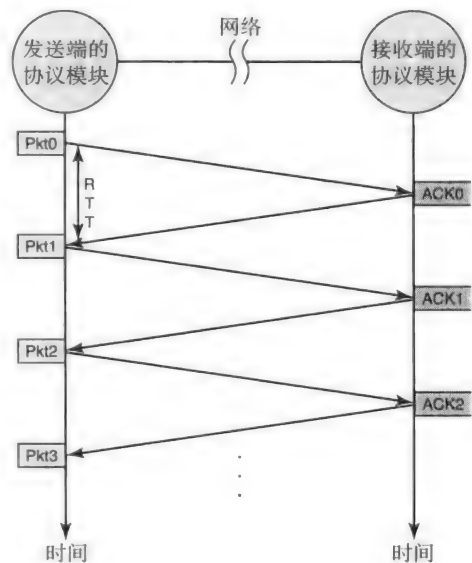 发送端的
协议模块
网络
接收端的
协议模块
Pkt0
RTT
ACK0
Pkt1
ACK1
Pkt2
ACK2
Pkt3
时间
时间